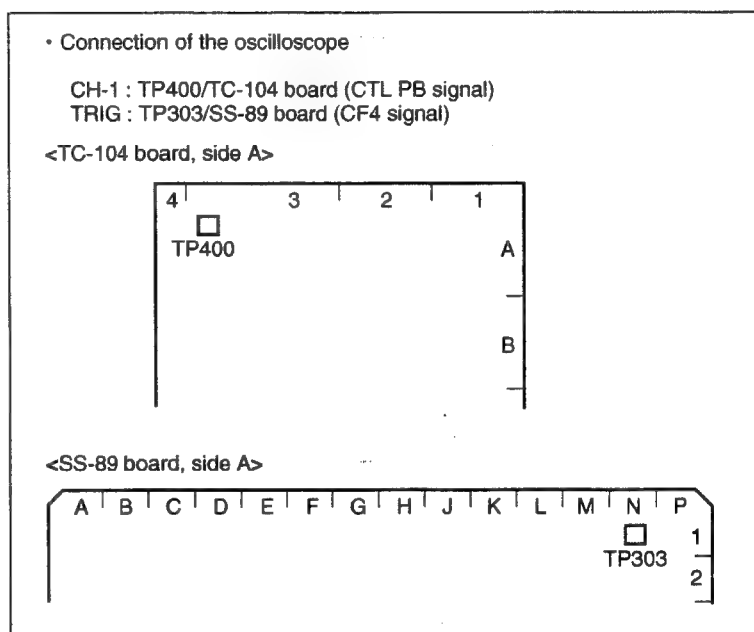 • Connection of the oscilloscope
CH-1 : TP400/TC-104 board (CTL PB signal)
TRIG : TP303/SS-89 board (CF4 signal)
<TC-104 board, side A>
4 3 2 1
TP400
A
B
<SS-89 board, side A>
A B C D E F G H J K L M N P
1
TP303
2